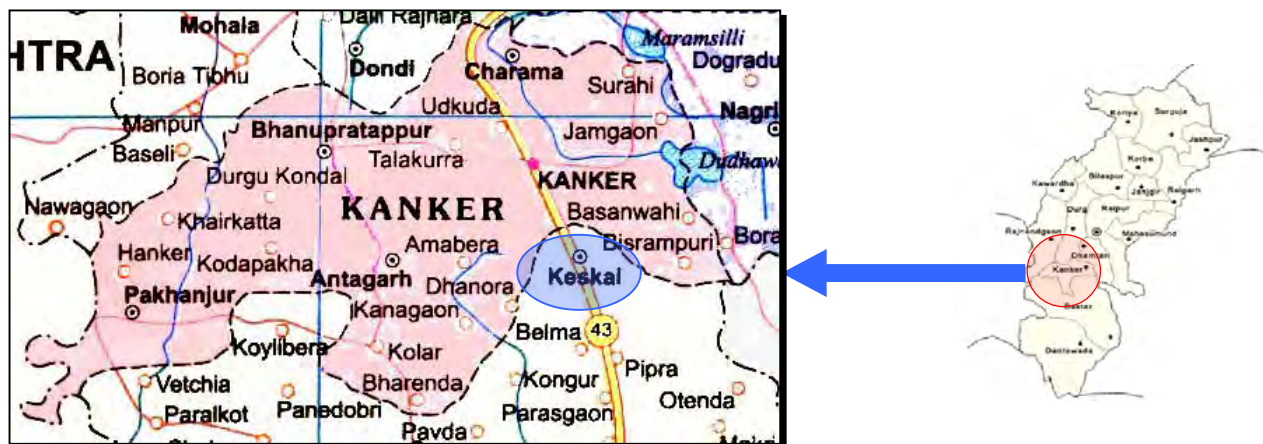 Dalli Rajhara
Mohala
HTRA
Maramsilli
Dondi
Charama
Dogradu
Boria Tibhu
Surahi
Udkuda
Nagri
Manpur
Bhanupratappur
Jamgaon
Baseli
Talakurra
Dudhawa
Durgu Kondal
KANKER
Nawagaon
Khairkatta
KANKER
Basanwahi
Hanker
Amabera
Bisrampuri
Bora
Kodapakha
Antagarh
Keskal
Pakhanjur
Dhanora
Kanagaon
Belma
43
Koylibera
Kolar
Pipra
Vetchia
Bharenda
Kongur
Otenda
Paralkot
Panedobri
Parasgaon
Pavda
Koriya
Surguja
Jashpur
Korba
Bilaspur
Kawardha
Janjgir
Raigarh
Durg
Raipur
Rajnandgaon
Mahasamund
Dhamtari
Kanker
Bastar
Dantewada